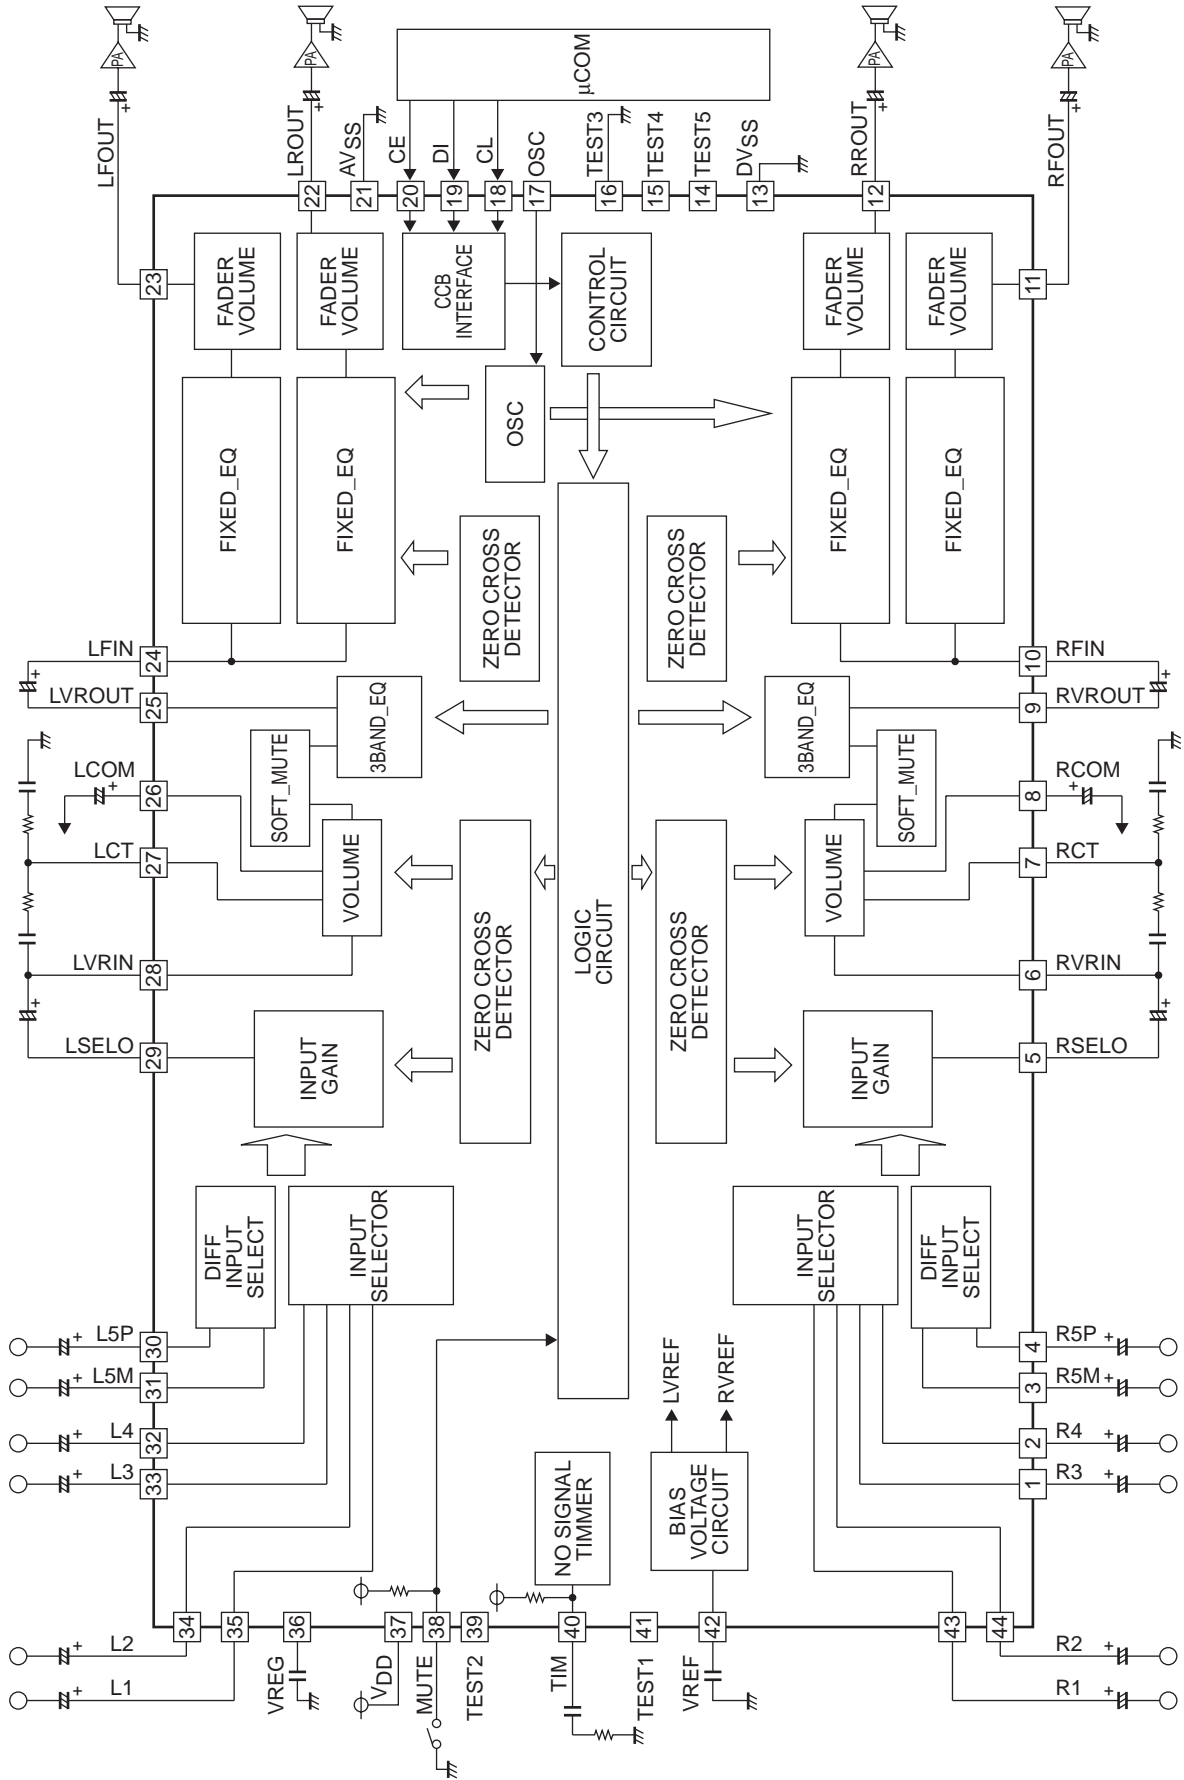 LFOUT
PA
LROUT
PA
µCOM
RROUT
PA
RFOUT
PA
AVSS
CE
DI
CL
OSC
TEST3
TEST4
TEST5
DVSS
23
22
21
20
19
18
17
16
15
14
13
12
11
FADER
VOLUME
FADER
VOLUME
CCB
INTERFACE
CONTROL
CIRCUIT
FADER
VOLUME
FADER
VOLUME
FIXED_EQ
FIXED_EQ
OSC
FIXED_EQ
FIXED_EQ
ZERO CROSS
DETECTOR
ZERO CROSS
DETECTOR
LFIN
24
10
RFIN
LVROUT
25
9
RVROUT
3BAND_EQ
3BAND_EQ
SOFT_MUTE
SOFT_MUTE
LCOM
26
8
RCOM
LCT
27
7
RCT
VOLUME
VOLUME
LVRIN
28
6
RVRIN
ZERO CROSS
DETECTOR
LOGIC
CIRCUIT
ZERO CROSS
DETECTOR
LSELO
29
5
RSELO
INPUT
GAIN
INPUT
GAIN
DIFF
INPUT
SELECT
INPUT
SELECTOR
INPUT
SELECTOR
DIFF
INPUT
SELECT
L5P
30
4
R5P
L5M
31
3
R5M
L4
32
2
R4
L3
33
1
R3
LVREF
RVREF
NO SIGNAL
TIMMER
BIAS
VOLTAGE
CIRCUIT
34
35
36
37
38
39
40
41
42
43
44
L2
L1
VREG
VDD
MUTE
TEST2
TIM
TEST1
VREF
R2
R1